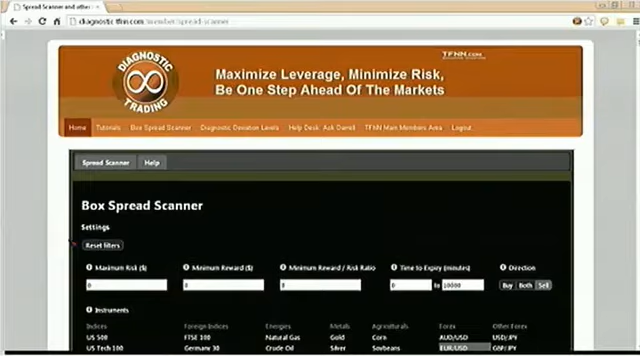 Spread Scanner and other
diagnostic.tfnn.com/member/spread-scanner
DIAGNOSTIC
TRADING
TFNN.com
Maximize Leverage, Minimize Risk,
Be One Step Ahead Of The Markets
Home Tutorials Box Spread Scanner Diagnostic Deviation Levels Help Desk Ask Darrell TFNN Main Members Area Logout
Spread Scanner Help
Box Spread Scanner
Settings
Reset filters
Maximum Risk ($) Minimum Reward ($) Minimum Reward / Risk Ratio Time to Expiry (minutes) Direction
0 to 10000 Buy Both Sell
Instruments
Indices Foreign Indices Energies Metals Agriculturals Forex Other Forex
US 500 FTSE 100 Natural Gas Gold Corn AUD/USD USD/JPY
US Tech 100 Germany 30 Crude Oil Silver Soybeans EUR/USD GBP/JPY